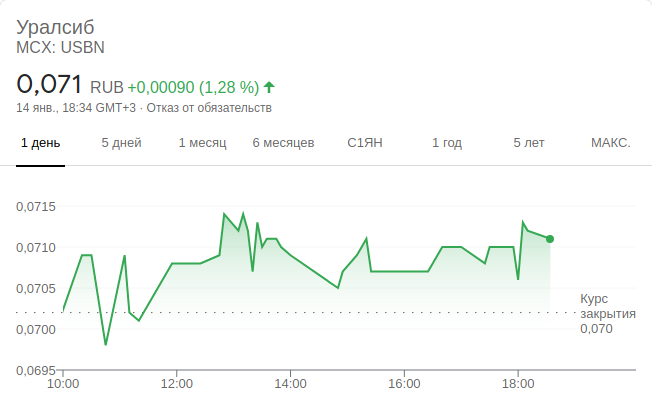 Уралсиб
MCX: USBN
0,071 RUB +0,00090 (1,28 %)
14 янв., 18:34 GMT+3 · Отказ от обязательств
1 день 5 дней 1 месяц 6 месяцев С1ЯН 1 год 5 лет МАКС.
0,0715
0,0710
0,0705
0,0700
0,0695
Курс
закрытия
0,070
10:00 12:00 14:00 16:00 18:00